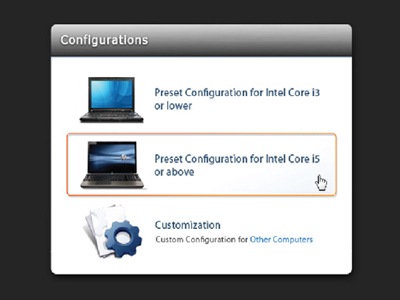 Configurations
Preset Configuration for Intel Core i3
or lower
Preset Configuration for Intel Core i5
or above
Customization
Custom Configuration for Other Computers